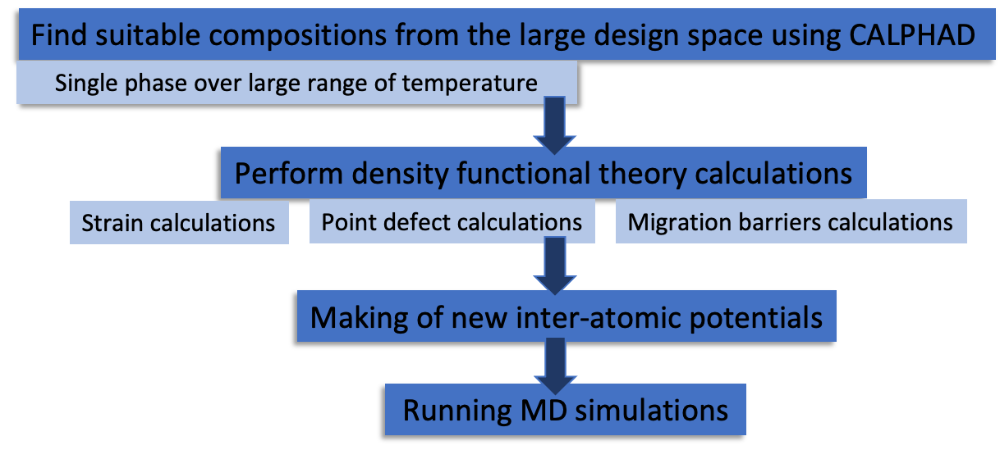 Find suitable compositions from the large design space using CALPHAD
Single phase over large range of temperature
Perform density functional theory calculations
Strain calculations
Point defect calculations
Migration barriers calculations
Making of new inter-atomic potentials
Running MD simulations